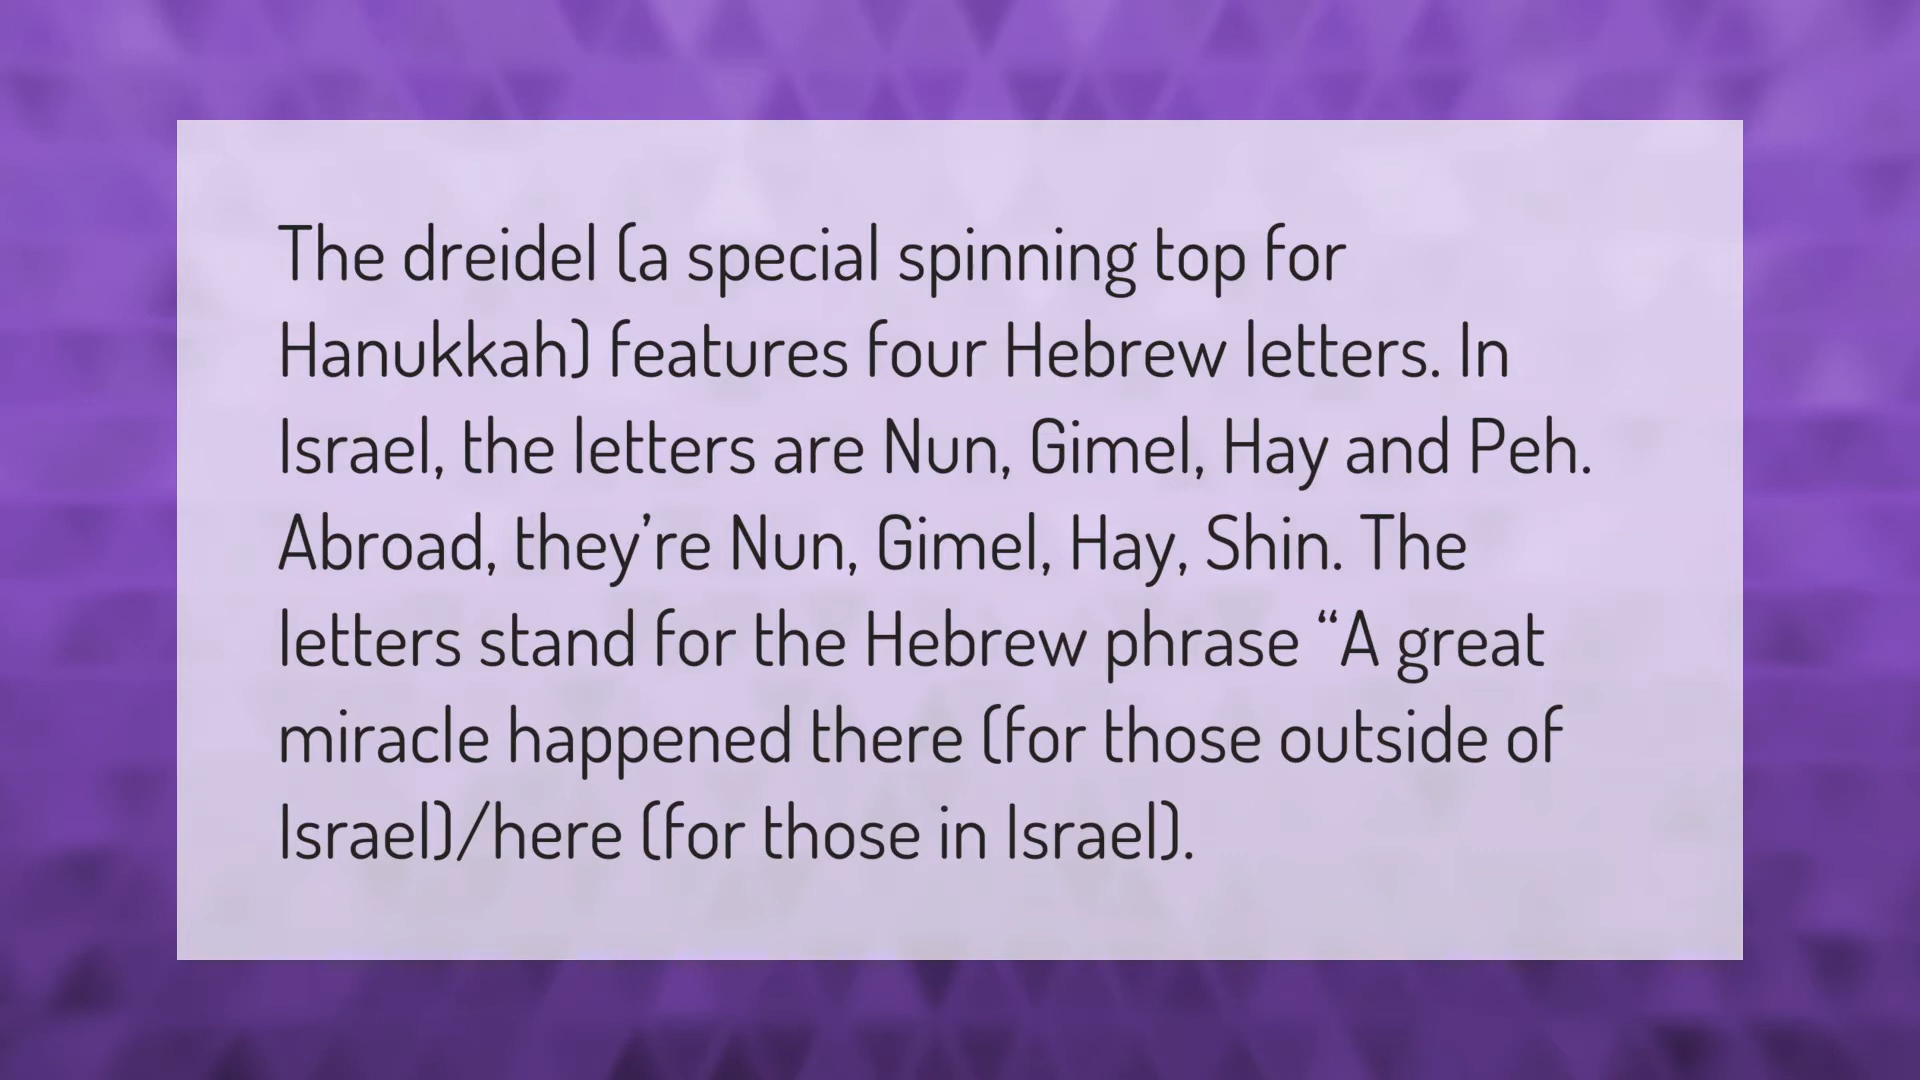 The dreidel (a special spinning top for
Hanukkah) features four Hebrew letters. In
Israel, the letters are Nun, Gimel, Hay and Peh.
Abroad, they’re Nun, Gimel, Hay, Shin. The
letters stand for the Hebrew phrase “A great
miracle happened there (for those outside of
Israel)/here (for those in Israel).